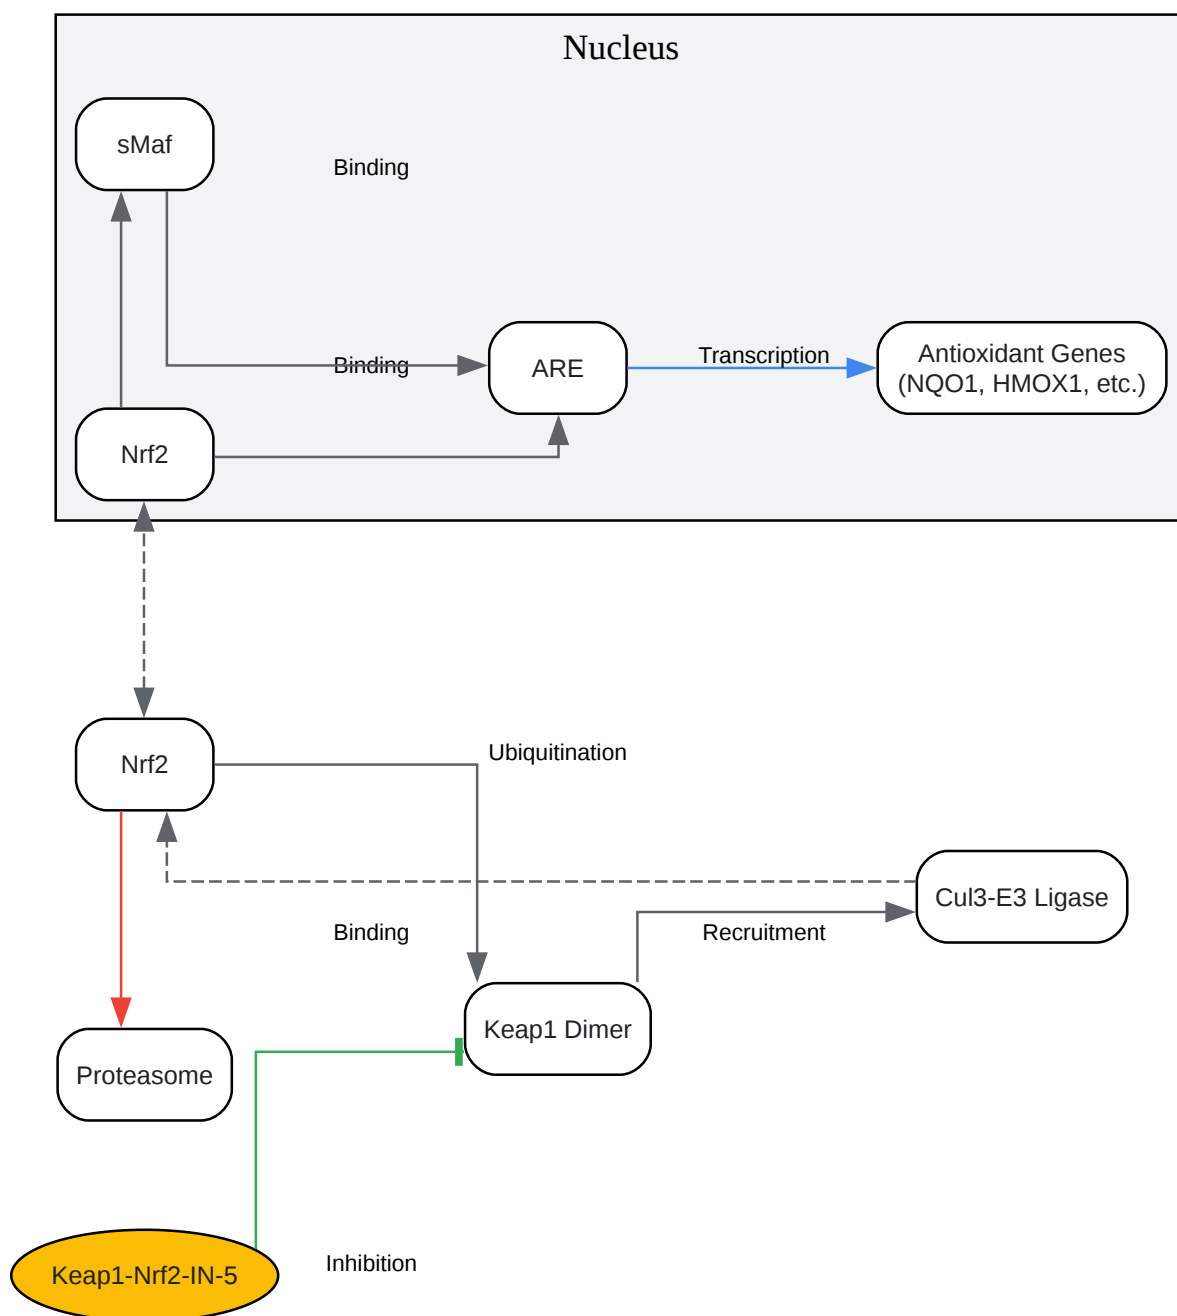 Nucleus
sMaf
Binding
Binding
ARE
Transcription
Antioxidant Genes
(NQO1, HMOX1, etc.)
Nrf2
Nrf2
Ubiquitination
Cul3-E3 Ligase
Binding
Recruitment
Keap1 Dimer
Proteasome
Keap1-Nrf2-IN-5
Inhibition